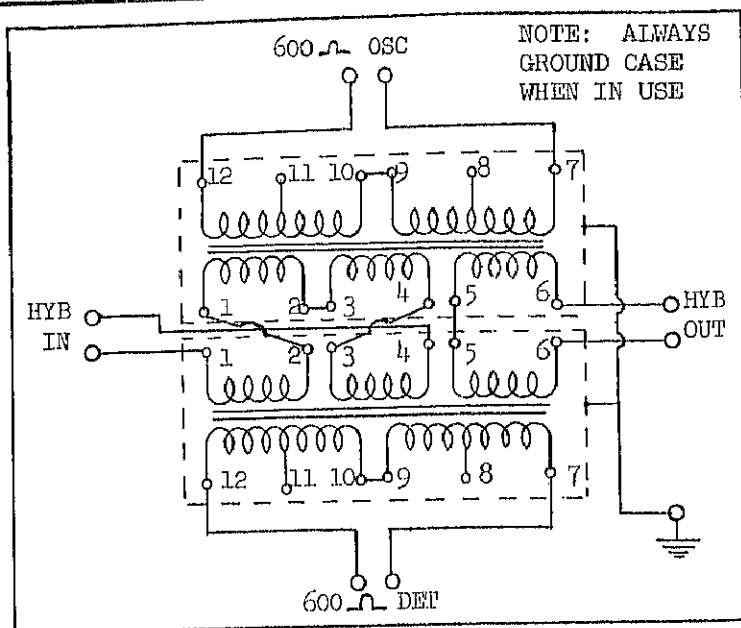 NOTE: ALWAYS
GROUND CASE
WHEN IN USE
600 Ω OSC
12 11 10 9 8 7
1 2 3 4 5 6
HYB
IN
HYB
OUT
1 2 3 4 5 6
12 11 10 9 8 7
600 Ω DET